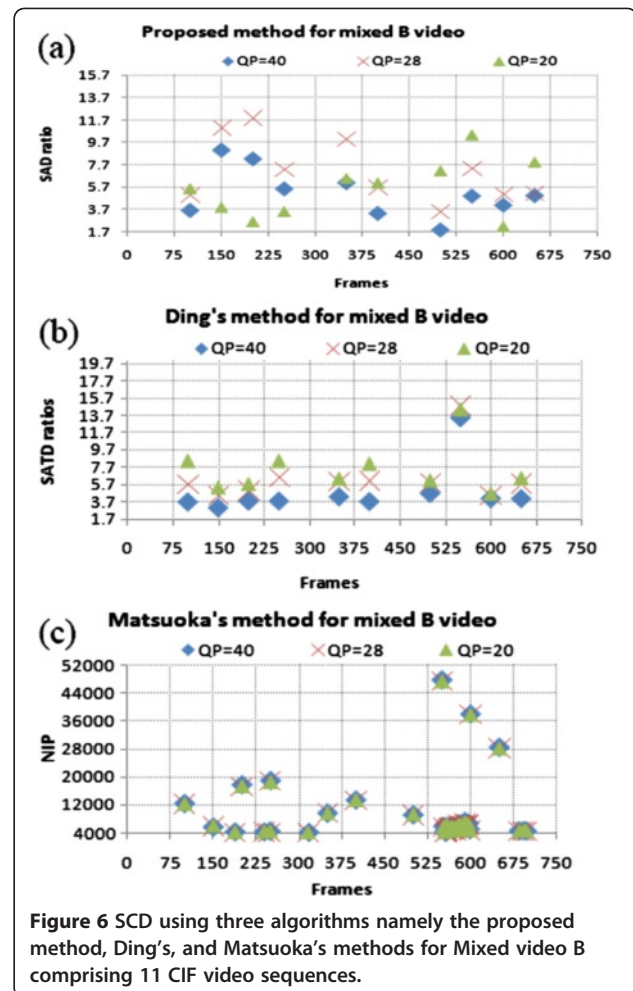 (a)
Proposed method for mixed B video
QP=40 QP=28 QP=20
15.7
13.7
11.7
9.7
7.7
5.7
3.7
1.7
SAD ratio
0 75 150 225 300 375 450 525 600 675 750
Frames
(b)
Ding's method for mixed B video
QP=40 QP=28 QP=20
19.7
17.7
15.7
13.7
11.7
9.7
7.7
5.7
3.7
1.7
SATD ratios
0 75 150 225 300 375 450 525 600 675 750
Frames
(c)
Matsuoka's method for mixed B video
QP=40 QP=28 QP=20
52000
44000
36000
28000
20000
12000
4000
NIP
0 75 150 225 300 375 450 525 600 675 750
Frames
Figure 6 SCD using three algorithms namely the proposed
method, Ding's, and Matsuoka's methods for Mixed video B
comprising 11 CIF video sequences.